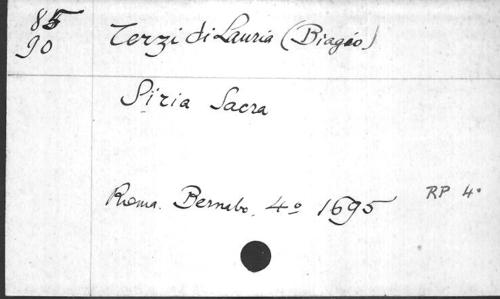 85 Terzi di Lauria (Biagio)
90
Siria Sacra
Roma. Bernabo. 4º 1695 RP 4º